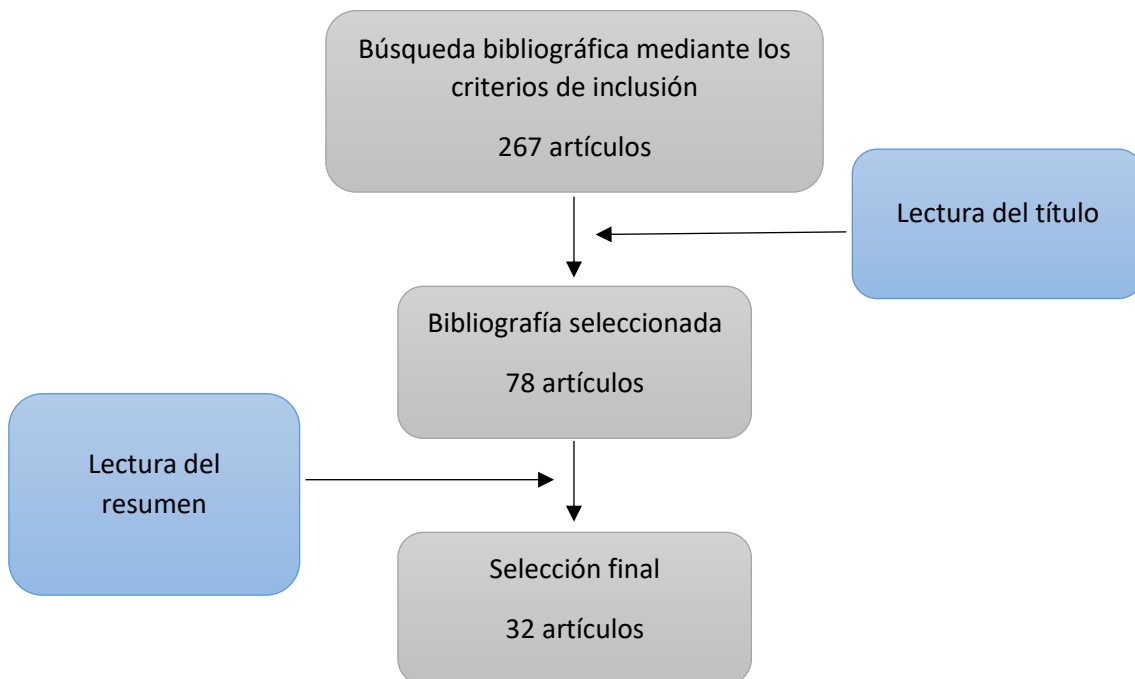 Búsqueda bibliográfica mediante los
criterios de inclusión
267 artículos
Lectura del título
Bibliografía seleccionada
78 artículos
Lectura del
resumen
Selección final
32 artículos